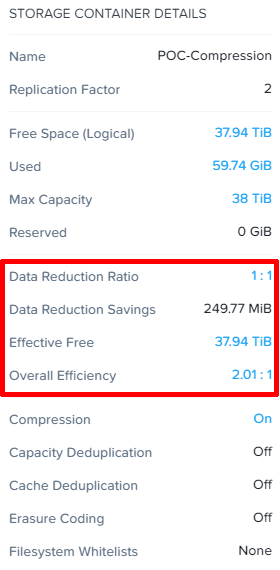 STORAGE CONTAINER DETAILS
Name POC-Compression
Replication Factor 2
Free Space (Logical) 37.94 TiB
Used 59.74 GiB
Max Capacity 38 TiB
Reserved 0 GiB
Data Reduction Ratio 1 : 1
Data Reduction Savings 249.77 MiB
Effective Free 37.94 TiB
Overall Efficiency 2.01 : 1
Compression On
Capacity Deduplication Off
Cache Deduplication Off
Erasure Coding Off
Filesystem Whitelists None